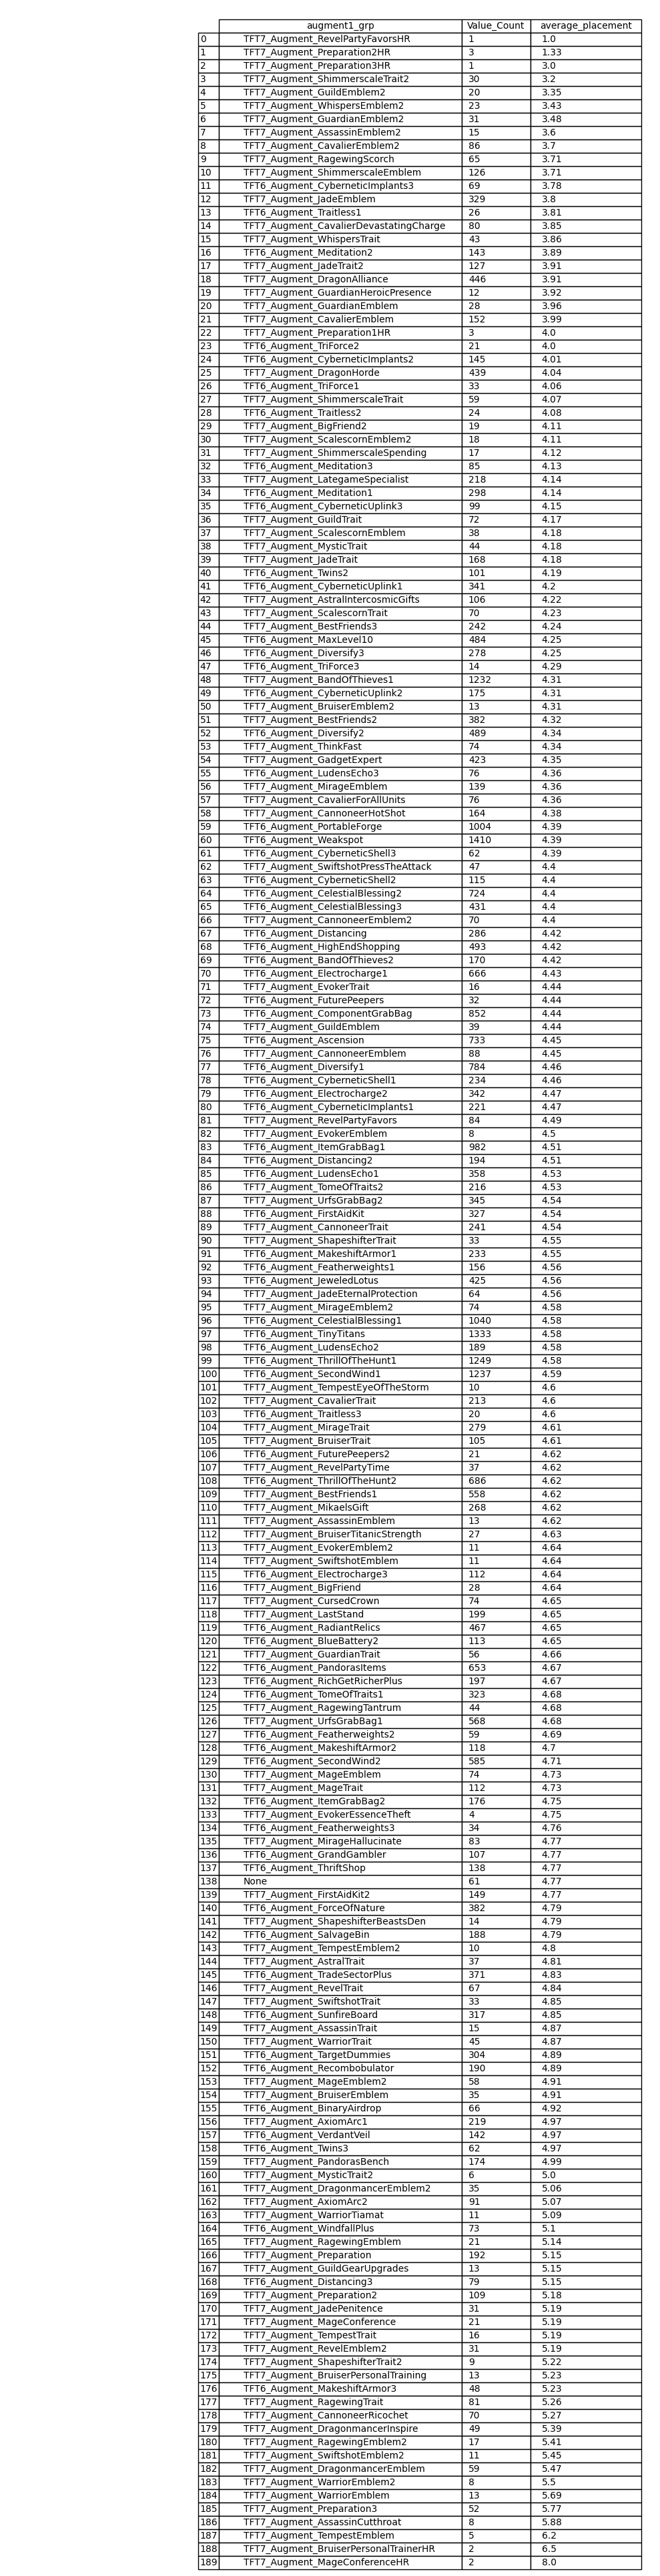 augment1_grp Value_Count average_placement
0 TFT7_Augment_RevelPartyFavorsHR 1 1.0
1 TFT7_Augment_Preparation2HR 3 1.33
2 TFT7_Augment_Preparation3HR 1 3.0
3 TFT7_Augment_ShimmerscaleTrait2 30 3.2
4 TFT7_Augment_GuildEmblem2 20 3.35
5 TFT7_Augment_WhispersEmblem2 23 3.43
6 TFT7_Augment_GuardianEmblem2 31 3.48
7 TFT7_Augment_AssassinEmblem2 15 3.6
8 TFT7_Augment_CavalierEmblem2 86 3.7
9 TFT7_Augment_RagewingScorch 65 3.71
10 TFT7_Augment_ShimmerscaleEmblem 126 3.71
11 TFT6_Augment_CyberneticImplants3 69 3.78
12 TFT7_Augment_JadeEmblem 329 3.8
13 TFT6_Augment_Traitless1 26 3.81
14 TFT7_Augment_CavalierDevastatingCharge 80 3.85
15 TFT7_Augment_WhispersTrait 43 3.86
16 TFT6_Augment_Meditation2 143 3.89
17 TFT7_Augment_JadeTrait2 127 3.91
18 TFT7_Augment_DragonAlliance 446 3.91
19 TFT7_Augment_GuardianHeroicPresence 12 3.92
20 TFT7_Augment_GuardianEmblem 28 3.96
21 TFT7_Augment_CavalierEmblem 152 3.99
22 TFT7_Augment_Preparation1HR 3 4.0
23 TFT6_Augment_TriForce2 21 4.0
24 TFT6_Augment_CyberneticImplants2 145 4.01
25 TFT7_Augment_DragonHorde 439 4.04
26 TFT6_Augment_TriForce1 33 4.06
27 TFT7_Augment_ShimmerscaleTrait 59 4.07
28 TFT6_Augment_Traitless2 24 4.08
29 TFT7_Augment_BigFriend2 19 4.11
30 TFT7_Augment_ScalescornEmblem2 18 4.11
31 TFT7_Augment_ShimmerscaleSpending 17 4.12
32 TFT6_Augment_Meditation3 85 4.13
33 TFT7_Augment_LategameSpecialist 218 4.14
34 TFT6_Augment_Meditation1 298 4.14
35 TFT6_Augment_CyberneticUplink3 99 4.15
36 TFT7_Augment_GuildTrait 72 4.17
37 TFT7_Augment_ScalescornEmblem 38 4.18
38 TFT7_Augment_MysticTrait 44 4.18
39 TFT7_Augment_JadeTrait 168 4.18
40 TFT6_Augment_Twins2 101 4.19
41 TFT6_Augment_CyberneticUplink1 341 4.2
42 TFT7_Augment_AstralIntercosmicGifts 106 4.22
43 TFT7_Augment_ScalescornTrait 70 4.23
44 TFT7_Augment_BestFriends3 242 4.24
45 TFT6_Augment_MaxLevel10 484 4.25
46 TFT6_Augment_Diversify3 278 4.25
47 TFT6_Augment_TriForce3 14 4.29
48 TFT7_Augment_BandOfThieves1 1232 4.31
49 TFT6_Augment_CyberneticUplink2 175 4.31
50 TFT7_Augment_BruiserEmblem2 13 4.31
51 TFT7_Augment_BestFriends2 382 4.32
52 TFT6_Augment_Diversify2 489 4.34
53 TFT7_Augment_ThinkFast 74 4.34
54 TFT7_Augment_GadgetExpert 423 4.35
55 TFT6_Augment_LudensEcho3 76 4.36
56 TFT7_Augment_MirageEmblem 139 4.36
57 TFT7_Augment_CavalierForAllUnits 76 4.36
58 TFT7_Augment_CannoneerHotShot 164 4.38
59 TFT6_Augment_PortableForge 1004 4.39
60 TFT6_Augment_Weakspot 1410 4.39
61 TFT6_Augment_CyberneticShell3 62 4.39
62 TFT7_Augment_SwiftshotPressTheAttack 47 4.4
63 TFT6_Augment_CyberneticShell2 115 4.4
64 TFT6_Augment_CelestialBlessing2 724 4.4
65 TFT6_Augment_CelestialBlessing3 431 4.4
66 TFT7_Augment_CannoneerEmblem2 70 4.4
67 TFT6_Augment_Distancing 286 4.42
68 TFT6_Augment_HighEndShopping 493 4.42
69 TFT6_Augment_BandOfThieves2 170 4.42
70 TFT6_Augment_Electrocharge1 666 4.43
71 TFT7_Augment_EvokerTrait 16 4.44
72 TFT7_Augment_FuturePeepers 32 4.44
73 TFT6_Augment_ComponentGrabBag 852 4.44
74 TFT7_Augment_GuildEmblem 39 4.44
75 TFT6_Augment_Ascension 733 4.45
76 TFT7_Augment_CannoneerEmblem 88 4.45
77 TFT6_Augment_Diversify1 784 4.46
78 TFT6_Augment_CyberneticShell1 234 4.46
79 TFT6_Augment_Electrocharge2 342 4.47
80 TFT6_Augment_CyberneticImplants1 221 4.47
81 TFT7_Augment_RevelPartyFavors 84 4.49
82 TFT7_Augment_EvokerEmblem 8 4.5
83 TFT6_Augment_ItemGrabBag1 982 4.51
84 TFT6_Augment_Distancing2 194 4.51
85 TFT6_Augment_LudensEcho1 358 4.53
86 TFT7_Augment_TomeOfTraits2 216 4.53
87 TFT7_Augment_UrfsGrabBag2 345 4.54
88 TFT6_Augment_FirstAidKit 327 4.54
89 TFT7_Augment_CannoneerTrait 241 4.54
90 TFT7_Augment_ShapeshifterTrait 33 4.55
91 TFT6_Augment_MakeshiftArmor1 233 4.55
92 TFT6_Augment_Featherweights1 156 4.56
93 TFT6_Augment_JeweledLotus 425 4.56
94 TFT7_Augment_JadeEternalProtection 64 4.56
95 TFT7_Augment_MirageEmblem2 74 4.58
96 TFT6_Augment_CelestialBlessing1 1040 4.58
97 TFT6_Augment_TinyTitans 1333 4.58
98 TFT6_Augment_LudensEcho2 189 4.58
99 TFT6_Augment_ThrillOfTheHunt1 1249 4.58
100 TFT6_Augment_SecondWind1 1237 4.59
101 TFT7_Augment_TempestEyeOfTheStorm 10 4.6
102 TFT7_Augment_CavalierTrait 213 4.6
103 TFT6_Augment_Traitless3 20 4.6
104 TFT7_Augment_MirageTrait 279 4.61
105 TFT7_Augment_BruiserTrait 105 4.61
106 TFT6_Augment_FuturePeepers2 21 4.62
107 TFT7_Augment_RevelPartyTime 37 4.62
108 TFT6_Augment_ThrillOfTheHunt2 686 4.62
109 TFT7_Augment_BestFriends1 558 4.62
110 TFT7_Augment_MikaelsGift 268 4.62
111 TFT7_Augment_AssassinEmblem 13 4.62
112 TFT7_Augment_BruiserTitanicStrength 27 4.63
113 TFT7_Augment_EvokerEmblem2 11 4.64
114 TFT7_Augment_SwiftshotEmblem 11 4.64
115 TFT6_Augment_Electrocharge3 112 4.64
116 TFT7_Augment_BigFriend 28 4.64
117 TFT7_Augment_CursedCrown 74 4.65
118 TFT7_Augment_LastStand 199 4.65
119 TFT6_Augment_RadiantRelics 467 4.65
120 TFT6_Augment_BlueBattery2 113 4.65
121 TFT7_Augment_GuardianTrait 56 4.66
122 TFT6_Augment_PandorasItems 653 4.67
123 TFT6_Augment_RichGetRicherPlus 197 4.67
124 TFT6_Augment_TomeOfTraits1 323 4.68
125 TFT7_Augment_RagewingTantrum 44 4.68
126 TFT7_Augment_UrfsGrabBag1 568 4.68
127 TFT6_Augment_Featherweights2 59 4.69
128 TFT6_Augment_MakeshiftArmor2 118 4.7
129 TFT6_Augment_SecondWind2 585 4.71
130 TFT7_Augment_MageEmblem 74 4.73
131 TFT7_Augment_MageTrait 112 4.73
132 TFT6_Augment_ItemGrabBag2 176 4.75
133 TFT7_Augment_EvokerEssenceTheft 4 4.75
134 TFT6_Augment_Featherweights3 34 4.76
135 TFT7_Augment_MirageHallucinate 83 4.77
136 TFT6_Augment_GrandGambler 107 4.77
137 TFT6_Augment_ThriftShop 138 4.77
138 None 61 4.77
139 TFT7_Augment_FirstAidKit2 149 4.77
140 TFT6_Augment_ForceOfNature 382 4.79
141 TFT7_Augment_ShapeshifterBeastsDen 14 4.79
142 TFT6_Augment_SalvageBin 188 4.79
143 TFT7_Augment_TempestEmblem2 10 4.8
144 TFT7_Augment_AstralTrait 37 4.81
145 TFT6_Augment_TradeSectorPlus 371 4.83
146 TFT7_Augment_RevelTrait 67 4.84
147 TFT7_Augment_SwiftshotTrait 33 4.85
148 TFT6_Augment_SunfireBoard 317 4.85
149 TFT7_Augment_AssassinTrait 15 4.87
150 TFT7_Augment_WarriorTrait 45 4.87
151 TFT6_Augment_TargetDummies 304 4.89
152 TFT6_Augment_Recombobulator 190 4.89
153 TFT7_Augment_MageEmblem2 58 4.91
154 TFT7_Augment_BruiserEmblem 35 4.91
155 TFT6_Augment_BinaryAirdrop 66 4.92
156 TFT7_Augment_AxiomArc1 219 4.97
157 TFT6_Augment_VerdantVeil 142 4.97
158 TFT6_Augment_Twins3 62 4.97
159 TFT7_Augment_PandorasBench 174 4.99
160 TFT7_Augment_MysticTrait2 6 5.0
161 TFT7_Augment_DragonmancerEmblem2 35 5.06
162 TFT7_Augment_AxiomArc2 91 5.07
163 TFT7_Augment_WarriorTiamat 11 5.09
164 TFT6_Augment_WindfallPlus 73 5.1
165 TFT7_Augment_RagewingEmblem 21 5.14
166 TFT7_Augment_Preparation 192 5.15
167 TFT7_Augment_GuildGearUpgrades 13 5.15
168 TFT6_Augment_Distancing3 79 5.15
169 TFT7_Augment_Preparation2 109 5.18
170 TFT7_Augment_JadePenitence 31 5.19
171 TFT7_Augment_MageConference 21 5.19
172 TFT7_Augment_TempestTrait 16 5.19
173 TFT7_Augment_RevelEmblem2 31 5.19
174 TFT7_Augment_ShapeshifterTrait2 9 5.22
175 TFT7_Augment_BruiserPersonalTraining 13 5.23
176 TFT6_Augment_MakeshiftArmor3 48 5.23
177 TFT7_Augment_RagewingTrait 81 5.26
178 TFT7_Augment_CannoneerRicochet 70 5.27
179 TFT7_Augment_DragonmancerInspire 49 5.39
180 TFT7_Augment_RagewingEmblem2 17 5.41
181 TFT7_Augment_SwiftshotEmblem2 11 5.45
182 TFT7_Augment_DragonmancerEmblem 59 5.47
183 TFT7_Augment_WarriorEmblem2 8 5.5
184 TFT7_Augment_WarriorEmblem 13 5.69
185 TFT7_Augment_Preparation3 52 5.77
186 TFT7_Augment_AssassinCutthroat 8 5.88
187 TFT7_Augment_TempestEmblem 5 6.2
188 TFT7_Augment_BruiserPersonalTrainerHR 2 6.5
189 TFT7_Augment_MageConferenceHR 2 8.0